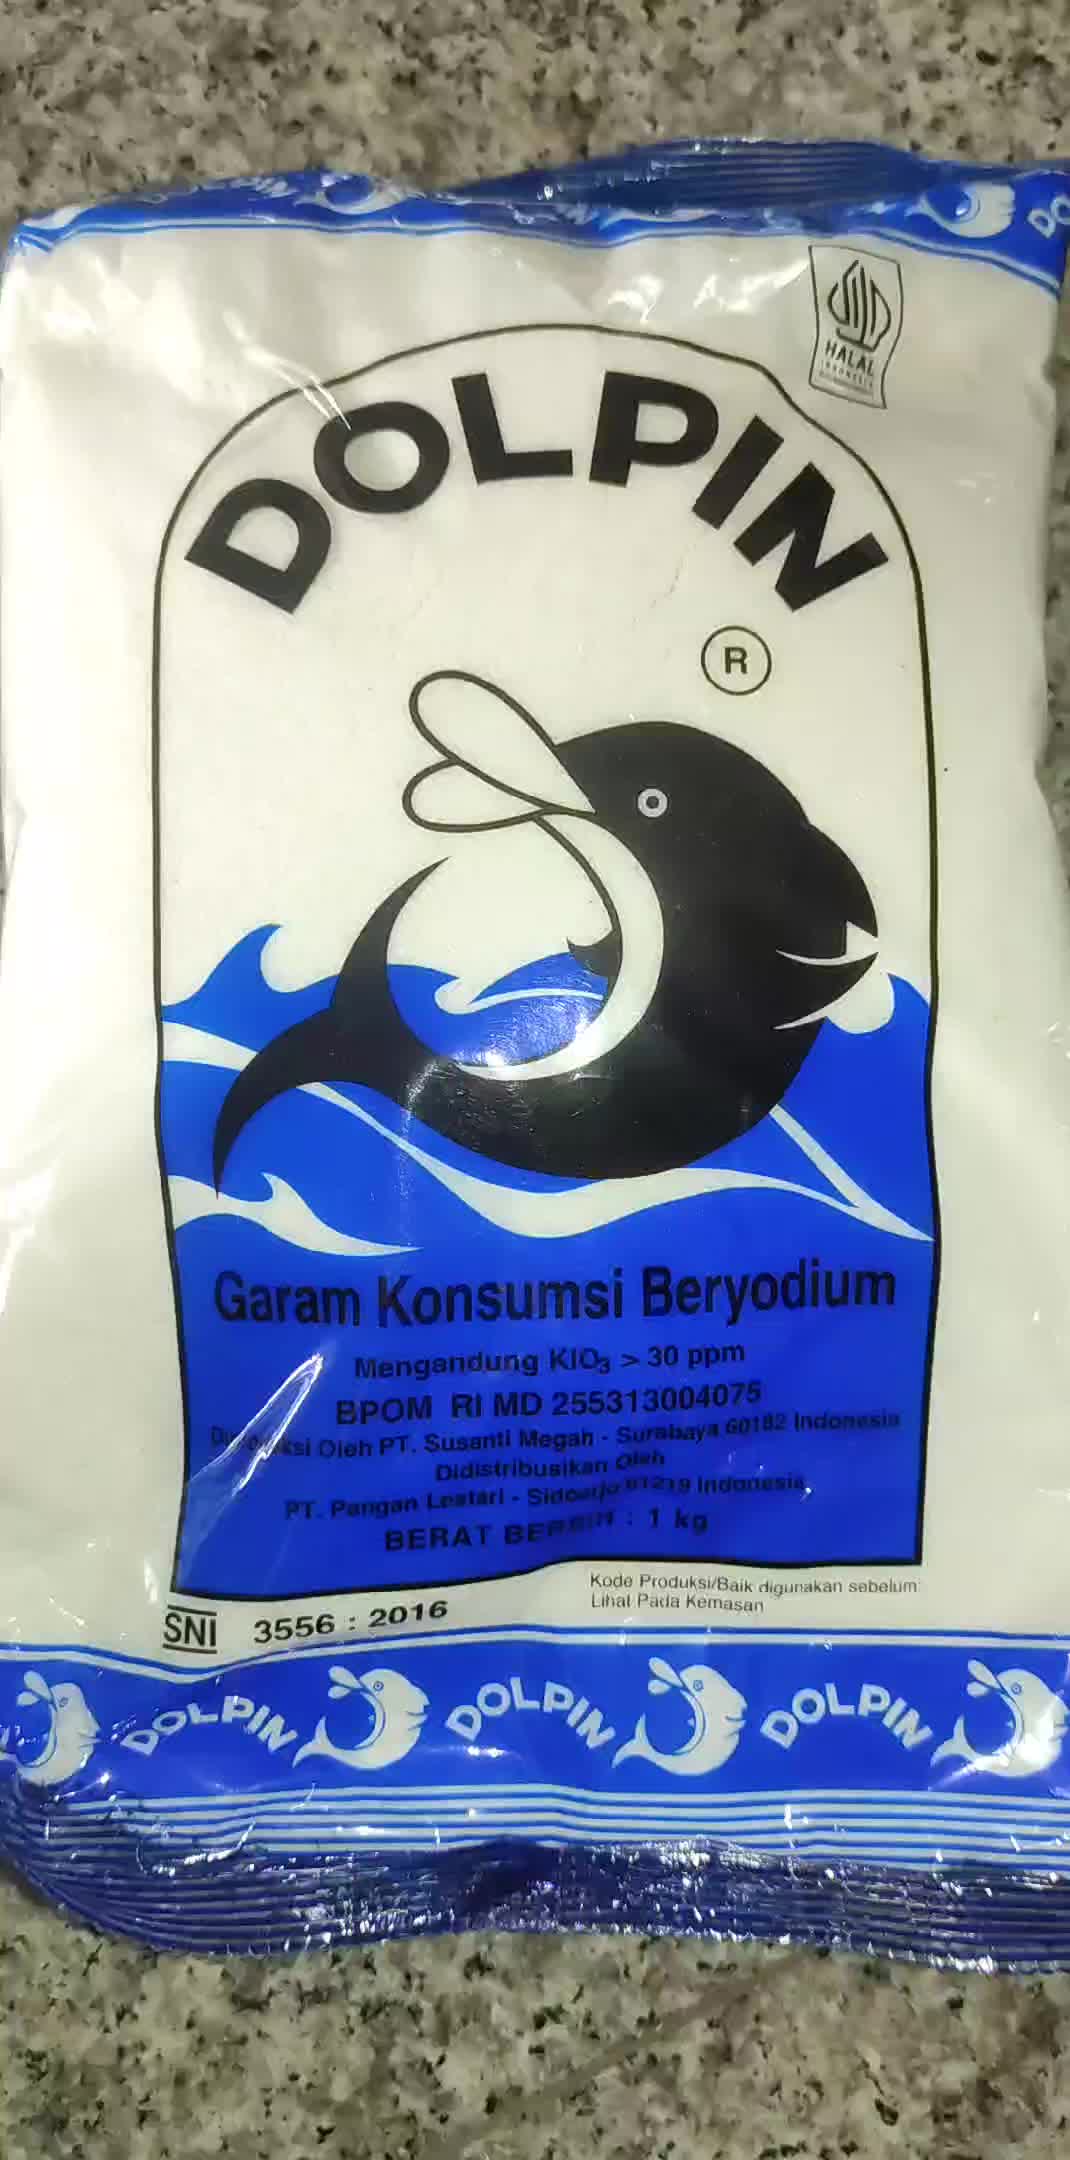 HALAL
INDONESIA
DOLPIN
R
Garam Konsumsi Beryodium
Mengandung KIO3 > 30 ppm
BPOM RI MD 255313004075
Oleh PT. Susanti Megah - Surabaya 60182 Indonesia
Didistribusikan Oleh
PT. Pangan Lestari - Sidoarjo 61219 Indonesia
BERAT BERSIH : 1 kg
Kode Produksi/Baik digunakan sebelum:
Lihat Pada Kemasan
SNI 3556 : 2016
DOLPIN DOLPIN DOLPIN